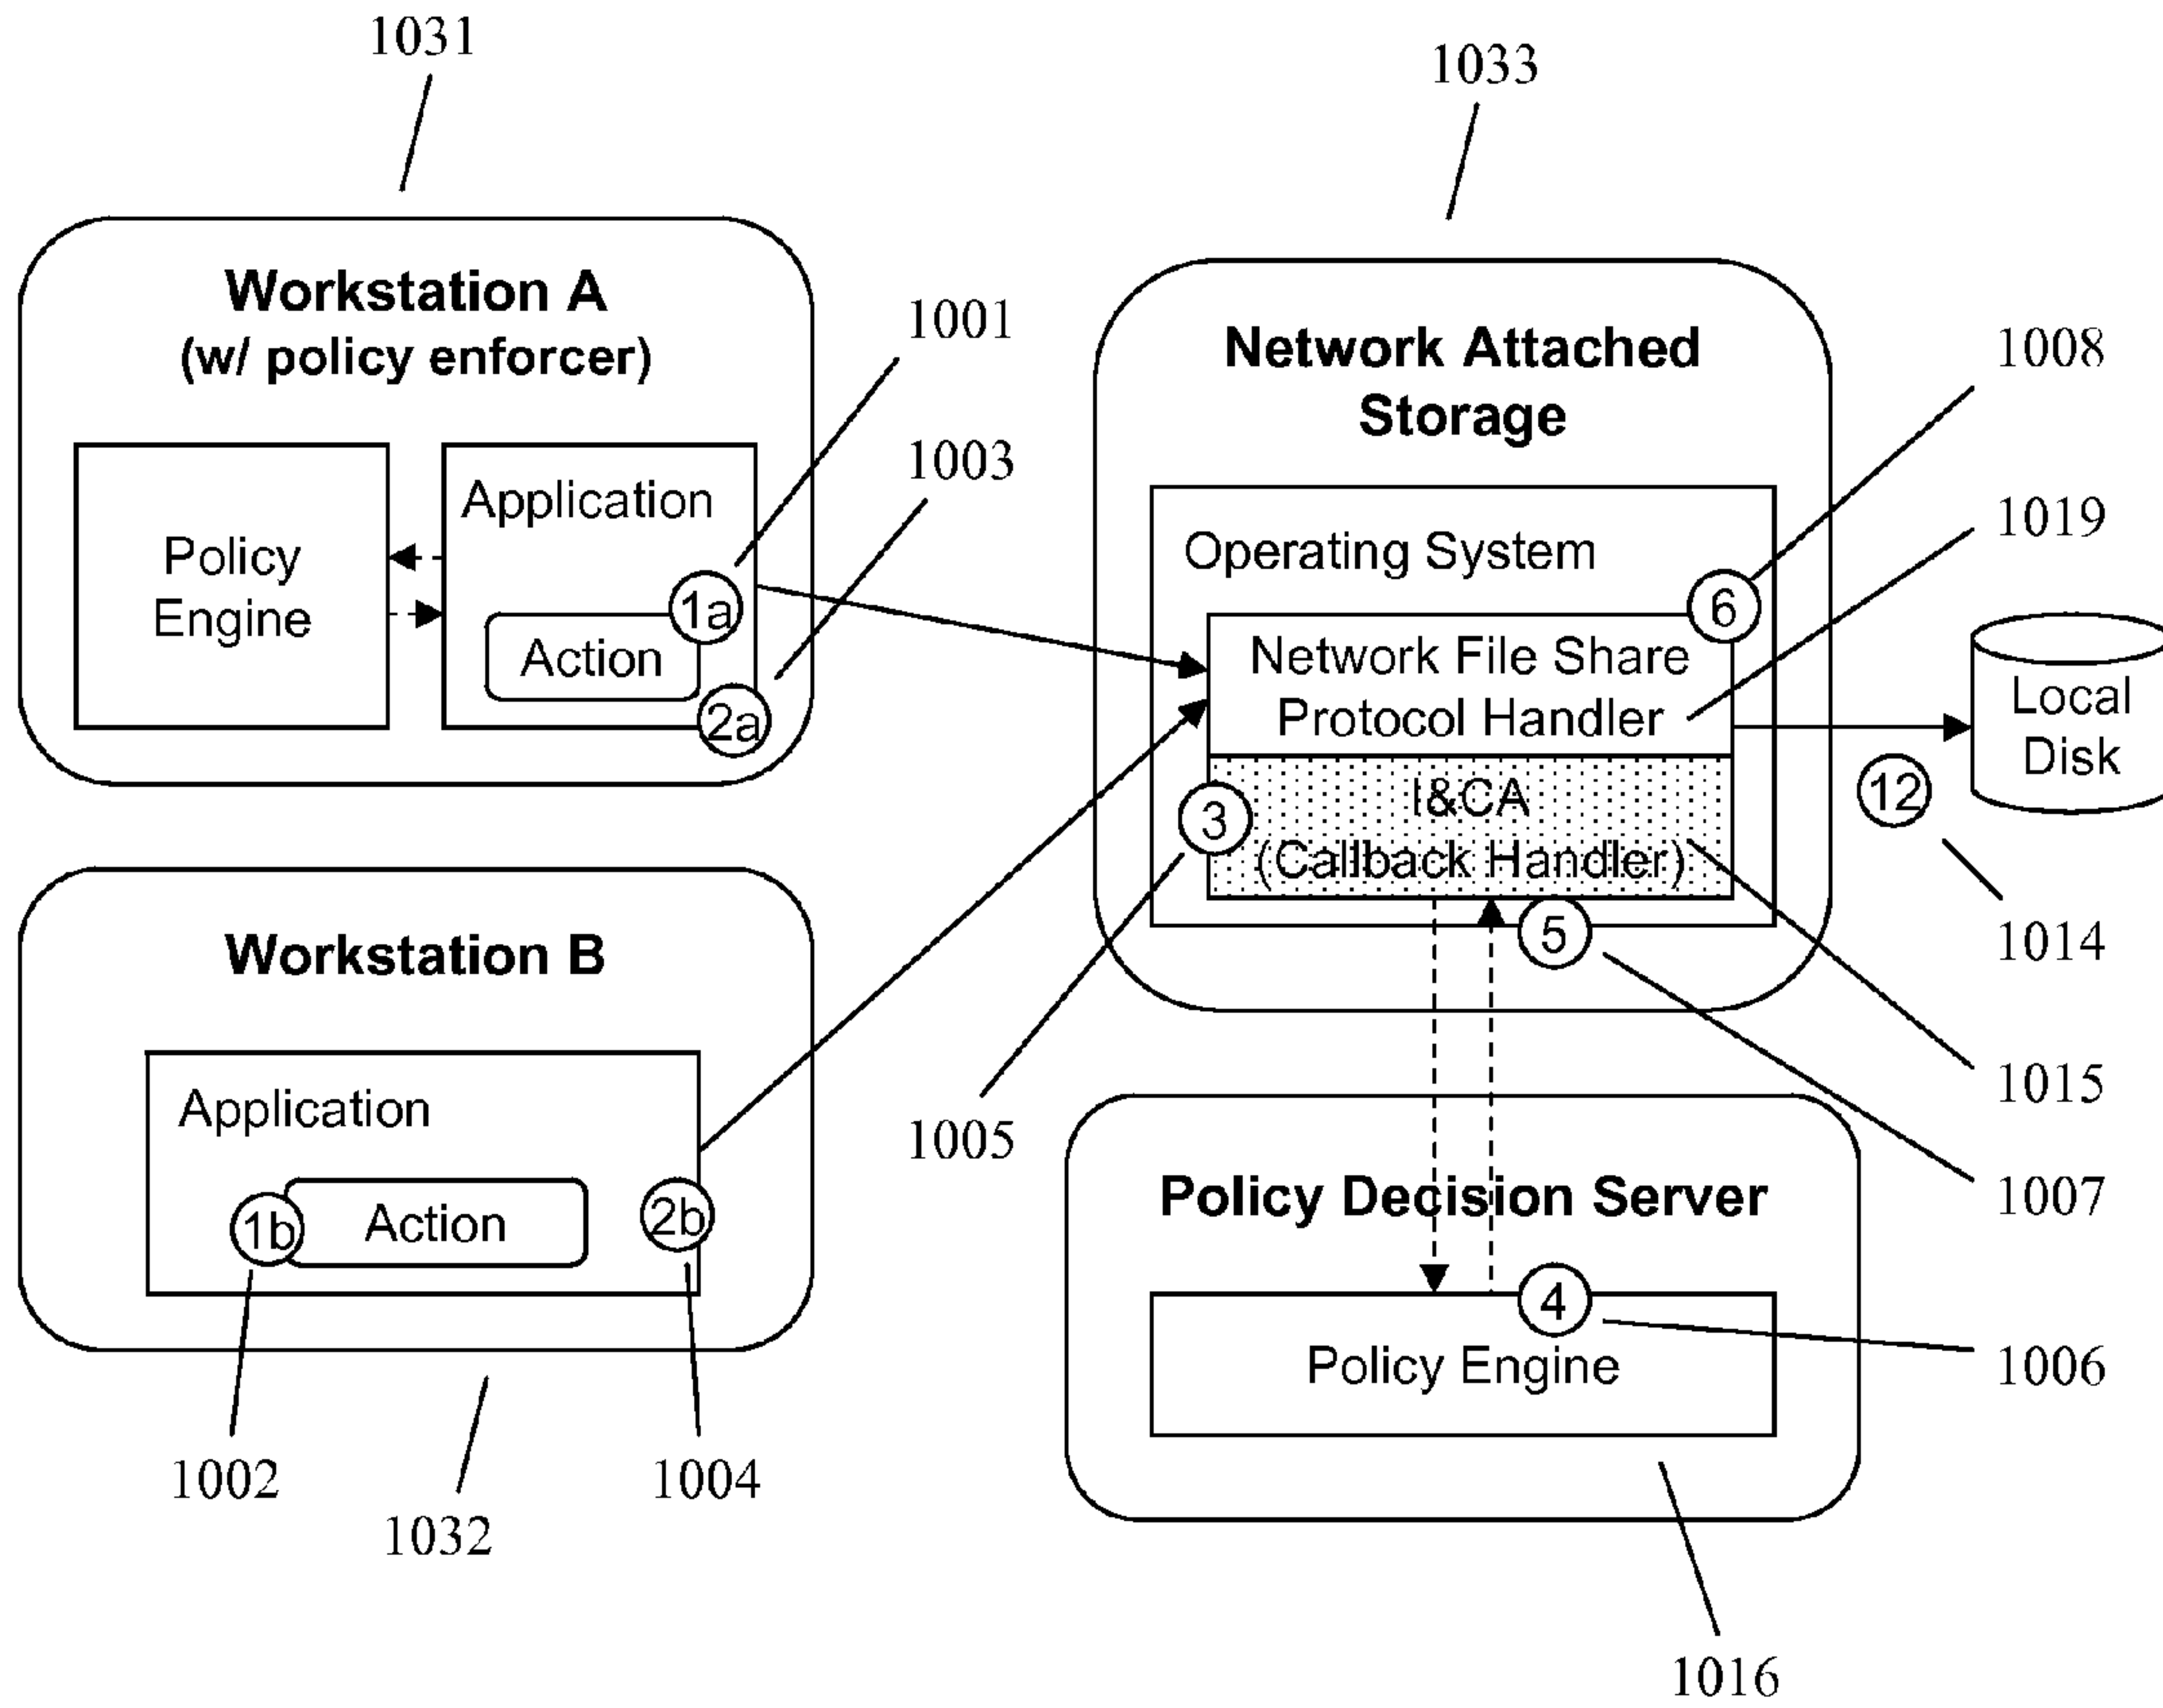 1031
1033
Workstation A
(w/ policy enforcer)
1001
1003
Policy
Engine
Application
1a
Action
2a
Network Attached
Storage
1008
1019
Operating System
6
Network File Share
Protocol Handler
Local
Disk
12
3
I&CA
(Callback Handler)
5
1014
1015
1007
1005
Workstation B
Application
1b
Action
2b
1002
1004
1032
Policy Decision Server
4
Policy Engine
1006
1016